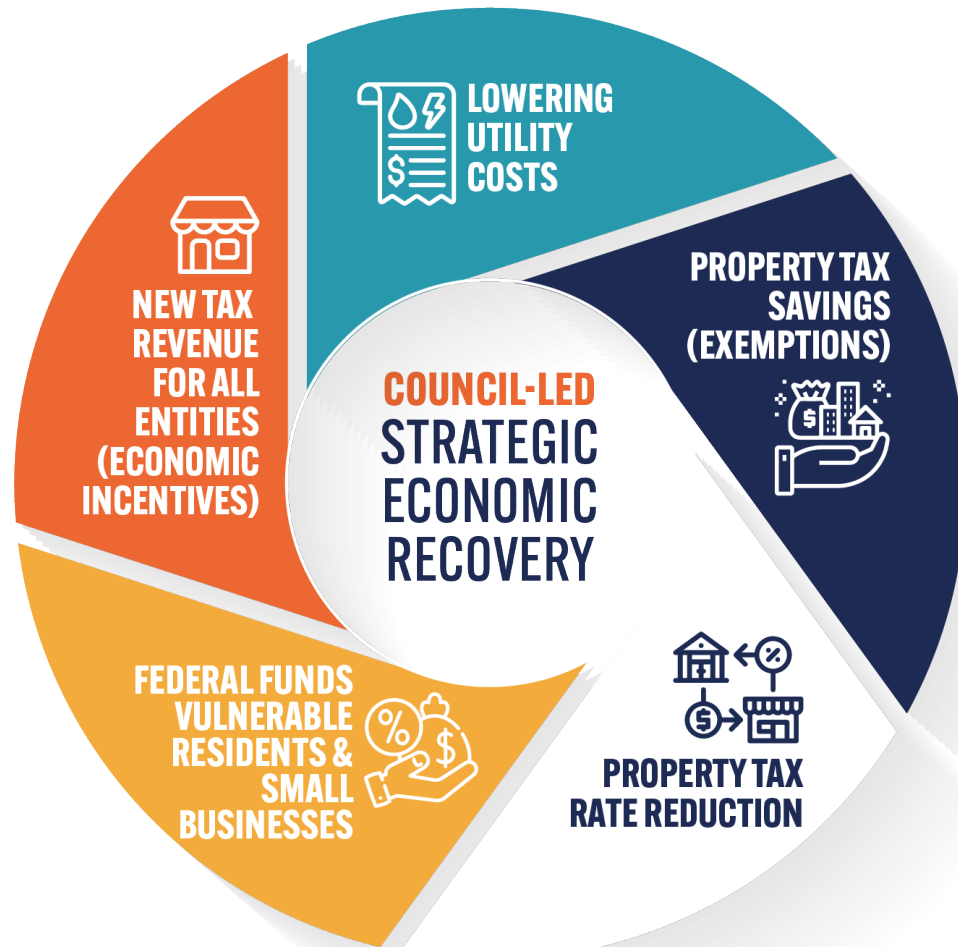 LOWERING
UTILITY
COSTS
PROPERTY TAX
SAVINGS
(EXEMPTIONS)
$
NEW TAX
REVENUE
FOR ALL
ENTITIES
(ECONOMIC
INCENTIVES)
COUNCIL-LED
STRATEGIC
ECONOMIC
RECOVERY
FEDERAL FUNDS
VULNERABLE
RESIDENTS &
SMALL
BUSINESSES
% $
%
$
PROPERTY TAX
RATE REDUCTION
$